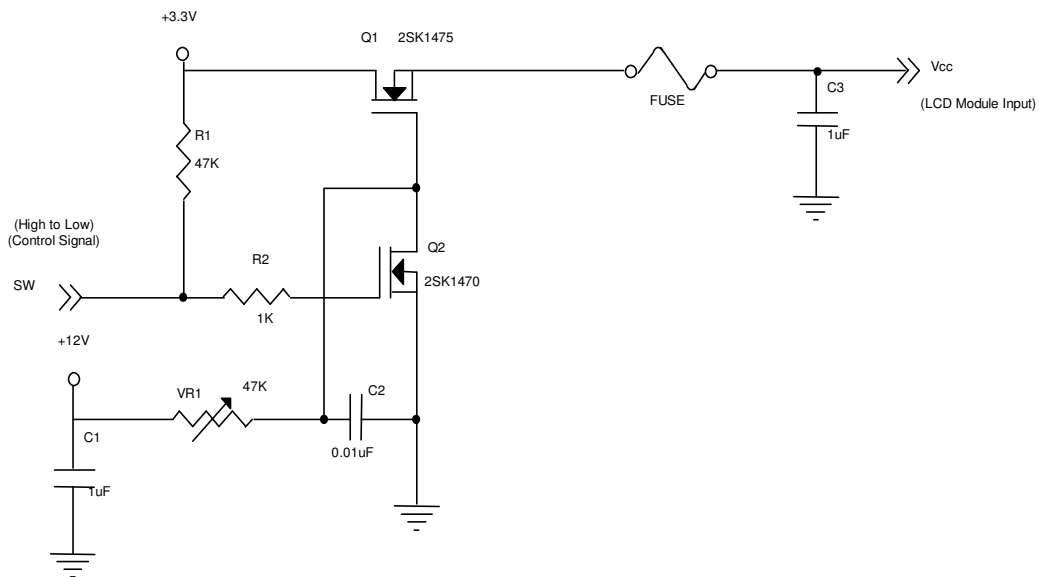 +3.3V
Q1 2SK1475
FUSE
Vcc
(LCD Module Input)
C3
1uF
R1
47K
(High to Low)
(Control Signal)
SW
R2
1K
Q2
2SK1470
+12V
VR1
47K
C2
0.01uF
C1
1uF